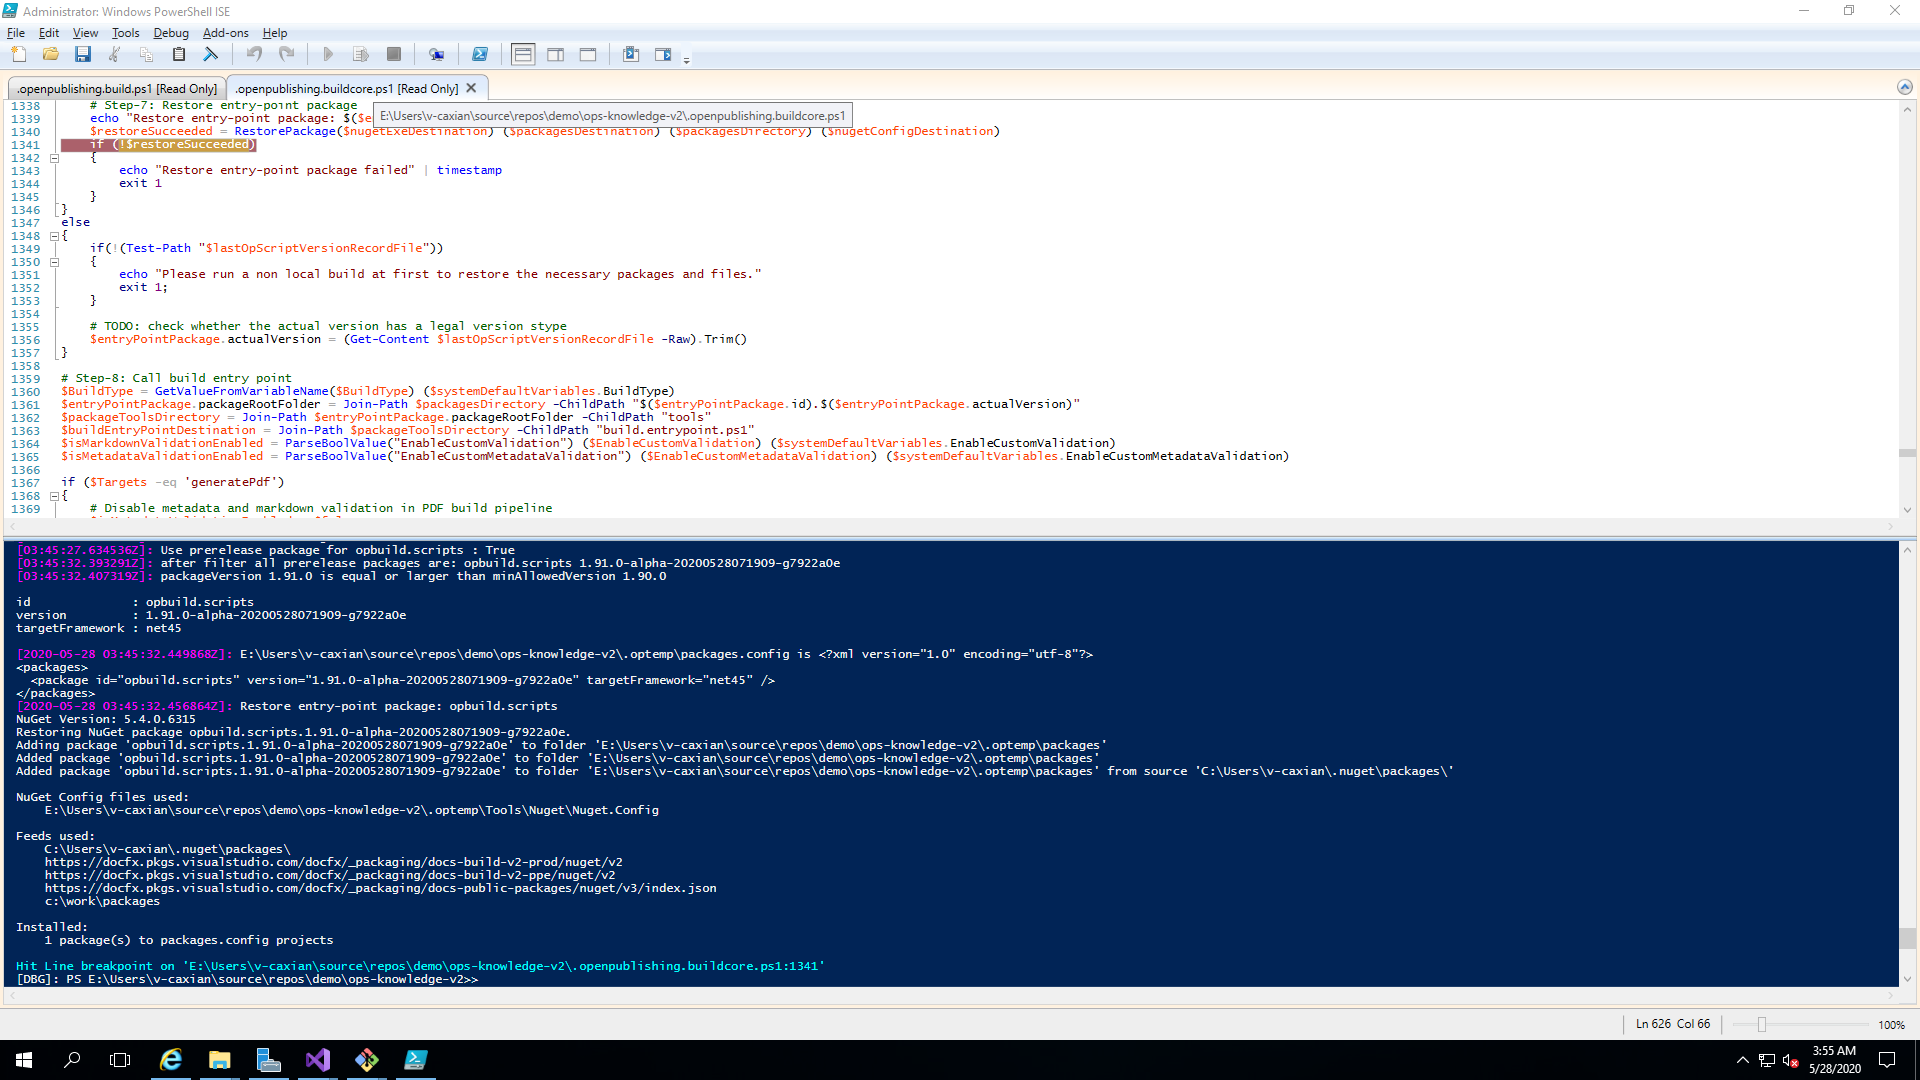 Administrator: Windows PowerShell ISE
File Edit View Tools Debug Add-ons Help
.openpublishing.build.ps1 [Read Only] .openpublishing.buildcore.ps1 [Read Only]
E:\Users\v-caxian\source\repos\demo\ops-knowledge-v2\.openpublishing.buildcore.ps1
1338 # Step-7: Restore entry-point package
1339 echo "Restore entry-point package: $($e
1340 $restoreSucceeded = RestorePackage($nugetExeDestination) ($packagesDestination) ($packagesDirectory) ($nugetConfigDestination)
1341 if (!$restoreSucceeded)
1342 {
1343 echo "Restore entry-point package failed" | timestamp
1344 exit 1
1345 }
1346 }
1347 else
1348 {
1349 if(!(Test-Path "$lastOpScriptVersionRecordFile"))
1350 {
1351 echo "Please run a non local build at first to restore the necessary packages and files."
1352 exit 1;
1353 }
1354
1355 # TODO: check whether the actual version has a legal version stype
1356 $entryPointPackage.actualVersion = (Get-Content $lastOpScriptVersionRecordFile -Raw).Trim()
1357 }
1358
1359 # Step-8: Call build entry point
1360 $BuildType = GetValueFromVariableName($BuildType) ($systemDefaultVariables.BuildType)
1361 $entryPointPackage.packageRootFolder = Join-Path $packagesDirectory -ChildPath "$($entryPointPackage.id).$($entryPointPackage.actualVersion)"
1362 $packageToolsDirectory = Join-Path $entryPointPackage.packageRootFolder -ChildPath "tools"
1363 $buildEntryPointDestination = Join-Path $packageToolsDirectory -ChildPath "build.entrypoint.ps1"
1364 $isMarkdownValidationEnabled = ParseBoolValue("EnableCustomValidation") ($EnableCustomValidation) ($systemDefaultVariables.EnableCustomValidation)
1365 $isMetadataValidationEnabled = ParseBoolValue("EnableCustomMetadataValidation") ($EnableCustomMetadataValidation) ($systemDefaultVariables.EnableCustomMetadataValidation)
1366
1367 if ($Targets -eq 'generatePdf')
1368 {
1369 # Disable metadata and markdown validation in PDF build pipeline
[03:45:27.634536Z]: Use prerelease package for opbuild.scripts : True
[03:45:32.393291Z]: after filter all prerelease packages are: opbuild.scripts 1.91.0-alpha-20200528071909-g7922a0e
[03:45:32.407319Z]: packageVersion 1.91.0 is equal or larger than minAllowedVersion 1.90.0
id : opbuild.scripts
version : 1.91.0-alpha-20200528071909-g7922a0e
targetFramework : net45
[2020-05-28 03:45:32.449868Z]: E:\Users\v-caxian\source\repos\demo\ops-knowledge-v2\.optemp\packages.config is <?xml version="1.0" encoding="utf-8"?>
<packages>
<package id="opbuild.scripts" version="1.91.0-alpha-20200528071909-g7922a0e" targetFramework="net45" />
</packages>
[2020-05-28 03:45:32.456864Z]: Restore entry-point package: opbuild.scripts
NuGet Version: 5.4.0.6315
Restoring NuGet package opbuild.scripts.1.91.0-alpha-20200528071909-g7922a0e.
Adding package 'opbuild.scripts.1.91.0-alpha-20200528071909-g7922a0e' to folder 'E:\Users\v-caxian\source\repos\demo\ops-knowledge-v2\.optemp\packages'
Added package 'opbuild.scripts.1.91.0-alpha-20200528071909-g7922a0e' to folder 'E:\Users\v-caxian\source\repos\demo\ops-knowledge-v2\.optemp\packages'
Added package 'opbuild.scripts.1.91.0-alpha-20200528071909-g7922a0e' to folder 'E:\Users\v-caxian\source\repos\demo\ops-knowledge-v2\.optemp\packages' from source 'C:\Users\v-caxian\.nuget\packages\'
NuGet Config files used:
E:\Users\v-caxian\source\repos\demo\ops-knowledge-v2\.optemp\Tools\Nuget\Nuget.Config
Feeds used:
C:\Users\v-caxian\.nuget\packages\
https://docfx.pkgs.visualstudio.com/docfx/_packaging/docs-build-v2-prod/nuget/v2
https://docfx.pkgs.visualstudio.com/docfx/_packaging/docs-build-v2-ppe/nuget/v2
https://docfx.pkgs.visualstudio.com/docfx/_packaging/docs-public-packages/nuget/v3/index.json
c:\work\packages
Installed:
1 package(s) to packages.config projects
Hit Line breakpoint on 'E:\Users\v-caxian\source\repos\demo\ops-knowledge-v2\.openpublishing.buildcore.ps1:1341'
[DBG]: PS E:\Users\v-caxian\source\repos\demo\ops-knowledge-v2>>
Ln 626 Col 66 100%
3:55 AM
5/28/2020